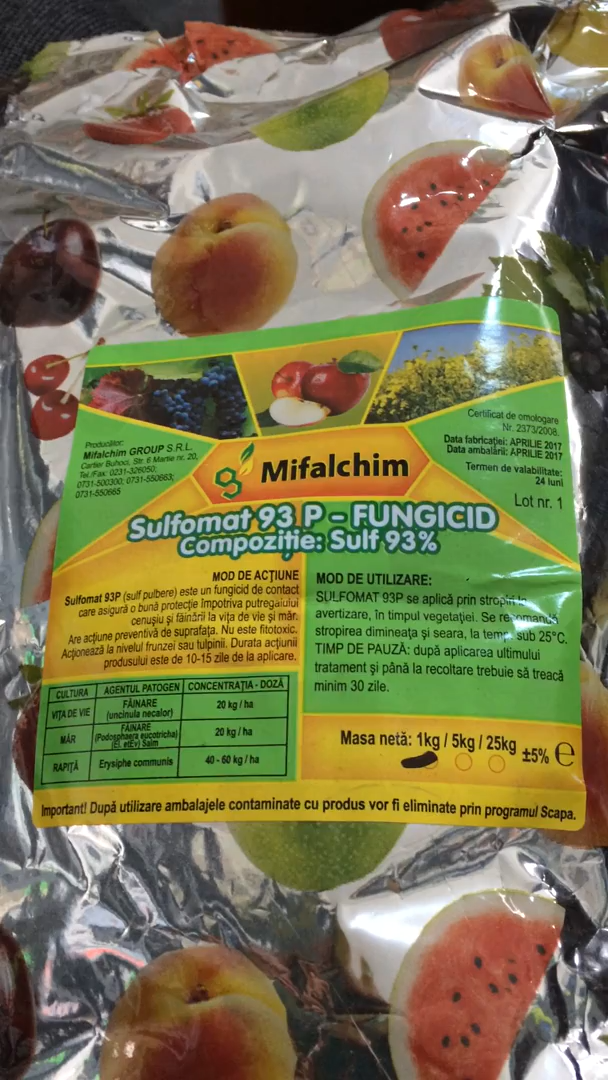 Producător:
Mifalchim GROUP S.R.L.
Cartier Buhoci, Str. 6 Martie nr. 20,
Tel./Fax: 0231-326050;
0731-500300; 0731-550663;
0731-550665
Certificat de omologare
Nr. 2373/2008.
Data fabricației: APRILIE 2017
Data ambalării: APRILIE 2017
Termen de valabilitate:
24 luni
Lot nr. 1
Mifalchim
Sulfomat 93 P - FUNGICID
Compoziție: Sulf 93%
MOD DE ACȚIUNE
Sulfomat 93P (sulf pulbere) este un fungicid de contact
care asigură o bună protecție împotriva putregaiului
cenușiu și făinării la vița de vie și măr.
Are acțiune preventivă de suprafața. Nu este fitotoxic.
Acționează la nivelul frunzei sau tulpinii. Durata acțiunii
produsului este de 10-15 zile de la aplicare.
MOD DE UTILIZARE:
SULFOMAT 93P se aplică prin stropiri la
avertizare, în timpul vegetației. Se recomandă
stropirea dimineața și seara, la temp. sub 25°C.
TIMP DE PAUZĂ: după aplicarea ultimului
tratament și până la recoltare trebuie să treacă
minim 30 zile.
CULTURA AGENTUL PATOGEN CONCENTRAȚIA - DOZĂ
VIȚA DE VIE FĂINARE (uncinula necalor) 20 kg / ha
MĂR FĂINARE (Podosphaera eucotricha) (El. etEv) Salm 20 kg / ha
RAPIȚĂ Erysiphe communis 40 - 60 kg / ha
Masa netă: 1kg / 5kg / 25kg ±5% e
Important! După utilizare ambalajele contaminate cu produs vor fi eliminate prin programul Scapa.